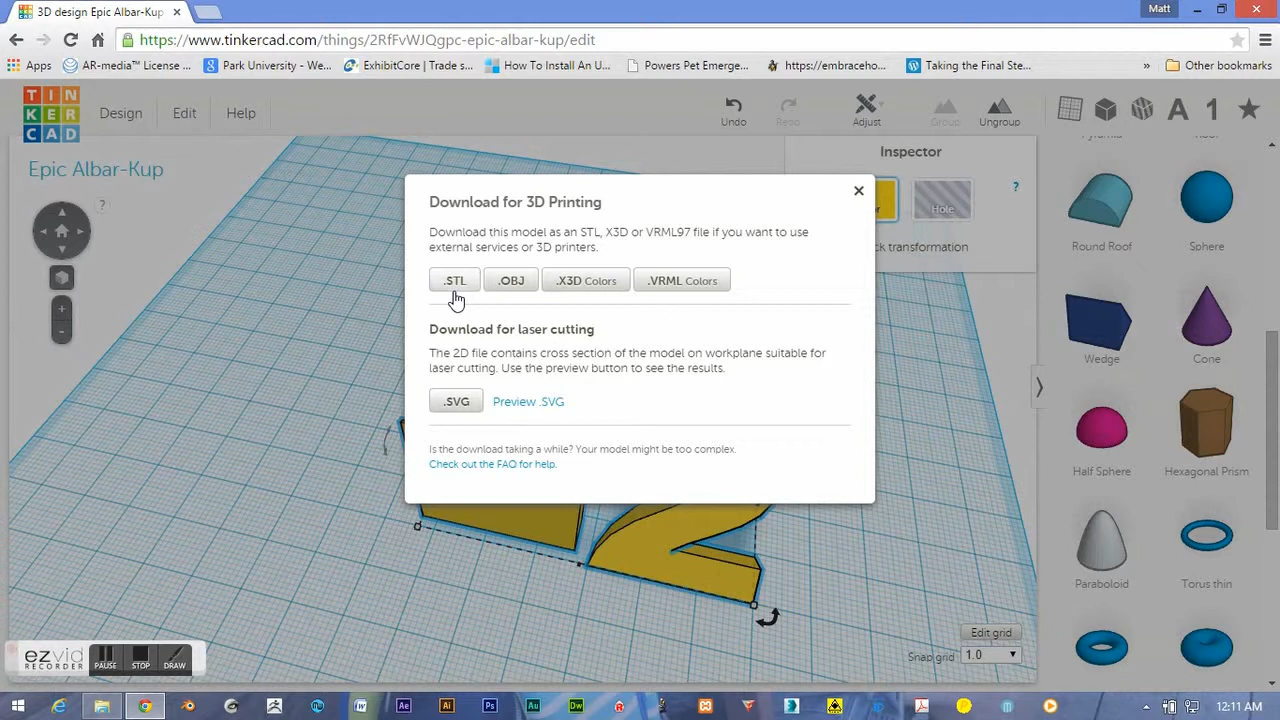 3D design Epic Albar-Kup
Matt
https://www.tinkercad.com/things/2RfFvWJQgpc-epic-albar-kup/edit
Apps
AR-media™ License ...
Park University - We...
ExhibitCore | Trade s...
How To Install An U...
Powers Pet Emerge...
https://embraceho...
Taking the Final Ste...
»
Other bookmarks
TIN
KER
CAD
Design
Edit
Help
Undo
Redo
Adjust
Group
Ungroup
A
1
Epic Albar-Kup
?
Inspector
Hole
?
ck transformation
Download for 3D Printing
Download this model as an STL, X3D or VRML97 file if you want to use
external services or 3D printers.
.STL
.OBJ
.X3D Colors
.VRML Colors
Download for laser cutting
The 2D file contains cross section of the model on workplane suitable for
laser cutting. Use the preview button to see the results.
.SVG
Preview .SVG
Is the download taking a while? Your model might be too complex.
Check out the FAQ for help.
Pyramid
Roof
Round Roof
Sphere
Wedge
Cone
Half Sphere
Hexagonal Prism
Paraboloid
Torus thin
Edit grid
Snap grid
1.0
ezvid
RECORDER
PAUSE
STOP
DRAW
Ae
Ai
Ps
Au
Dw
12:11 AM